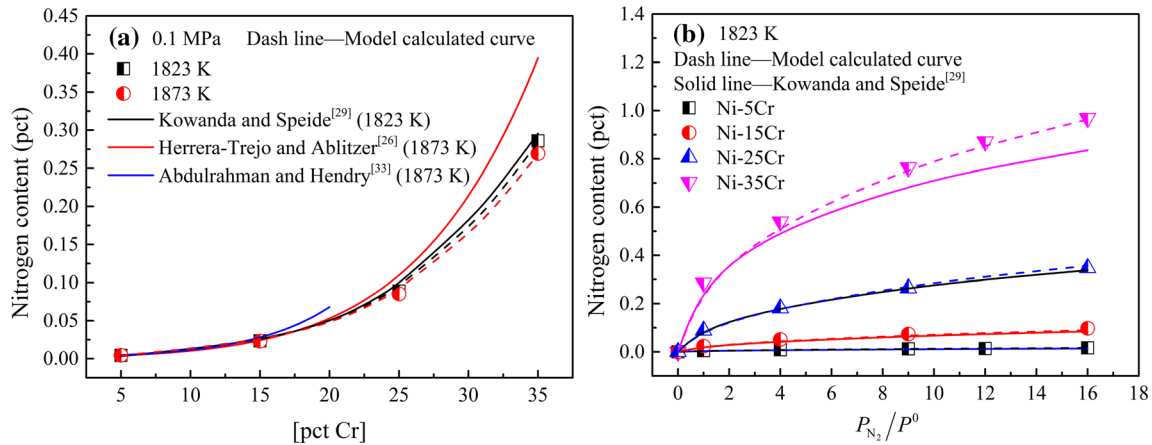 (a) 0.1 MPa Dash line—Model calculated curve
1823 K
1873 K
Kowanda and Speide[29] (1823 K)
Herrera-Trejo and Ablitzer[26] (1873 K)
Abdulrahman and Hendry[33] (1873 K)
0.45
0.40
0.35
0.30
0.25
0.20
0.15
0.10
0.05
0.00
Nitrogen content (pct)
5 10 15 20 25 30 35
[pct Cr]
(b) 1823 K
Dash line—Model calculated curve
Solid line—Kowanda and Speide[29]
Ni-5Cr
Ni-15Cr
Ni-25Cr
Ni-35Cr
1.4
1.2
1.0
0.8
0.6
0.4
0.2
0.0
Nitrogen content (pct)
0 2 4 6 8 10 12 14 16 18
P_N2/P^0